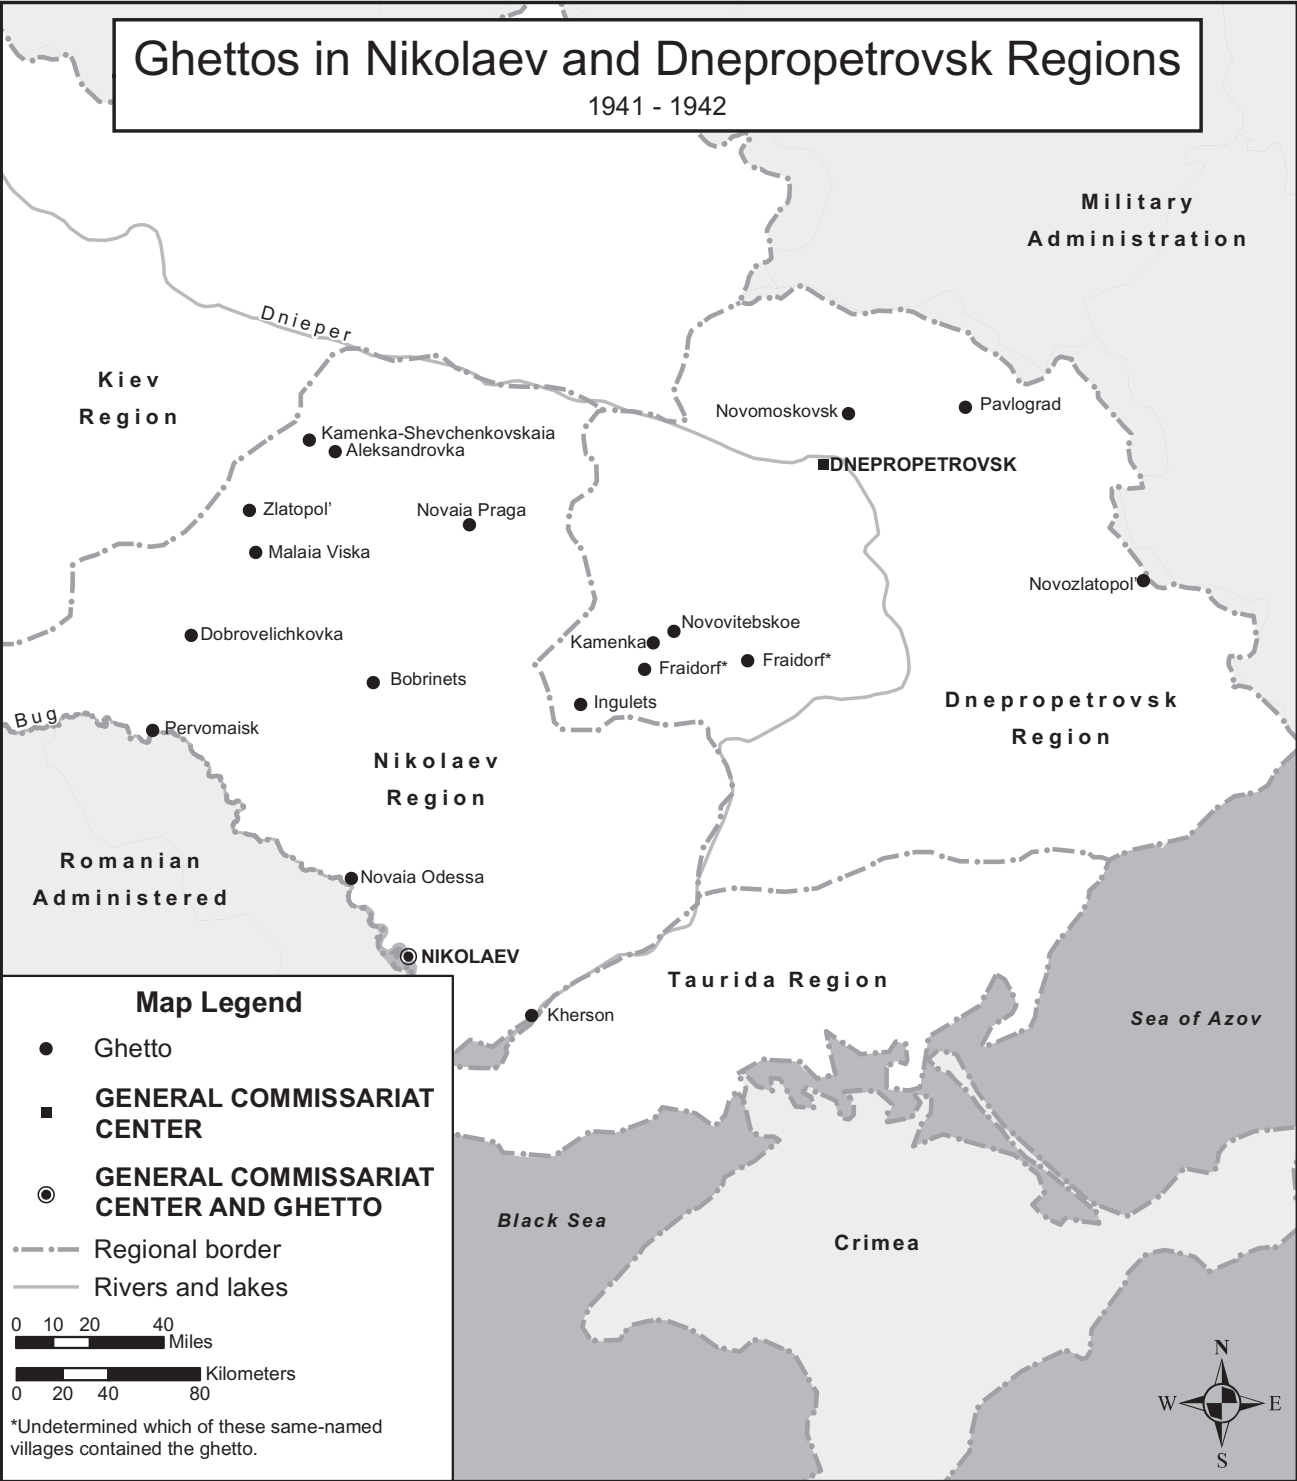 Ghettos in Nikolaev and Dnepropetrovsk Regions
1941 - 1942
Military
Administration
Dnieper
Kiev
Region
Novomoskovsk
Pavlograd
Kamenka-Shevchenkovskaia
Aleksandrovka
DNEPROPETROVSK
Zlatopol’
Novaia Praga
Malaia Viska
Novozlatopol’
Novovitebskoe
Dobrovelichkovka
Kamenka
Fraidorf*
Fraidorf*
Bobrinets
Ingulets
Dnepropetrovsk
Region
Bug
Pervomaisk
Nikolaev
Region
Romanian
Administered
Novaia Odessa
NIKOLAEV
Taurida Region
Kherson
Sea of Azov
Black Sea
Crimea
Map Legend
Ghetto
GENERAL COMMISSARIAT
CENTER
GENERAL COMMISSARIAT
CENTER AND GHETTO
Regional border
Rivers and lakes
0 10 20 40
Miles
Kilometers
0 20 40 80
*Undetermined which of these same-named
villages contained the ghetto.
N
W E
S